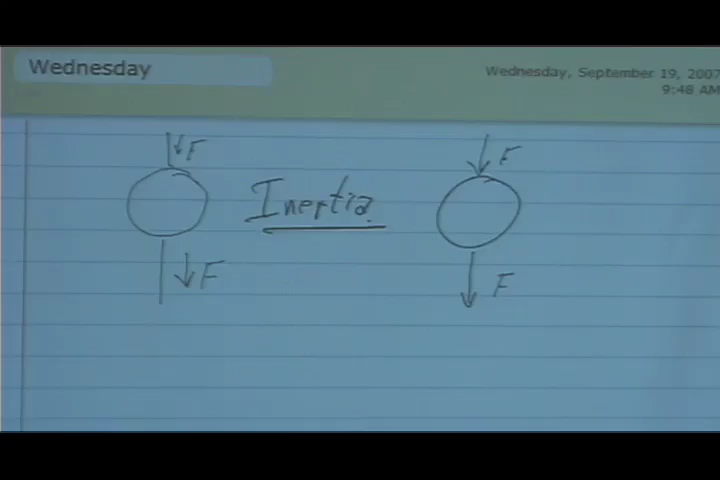 Wednesday
Wednesday, September 19, 2007
9:48 AM
F
F
Inertia
F
F